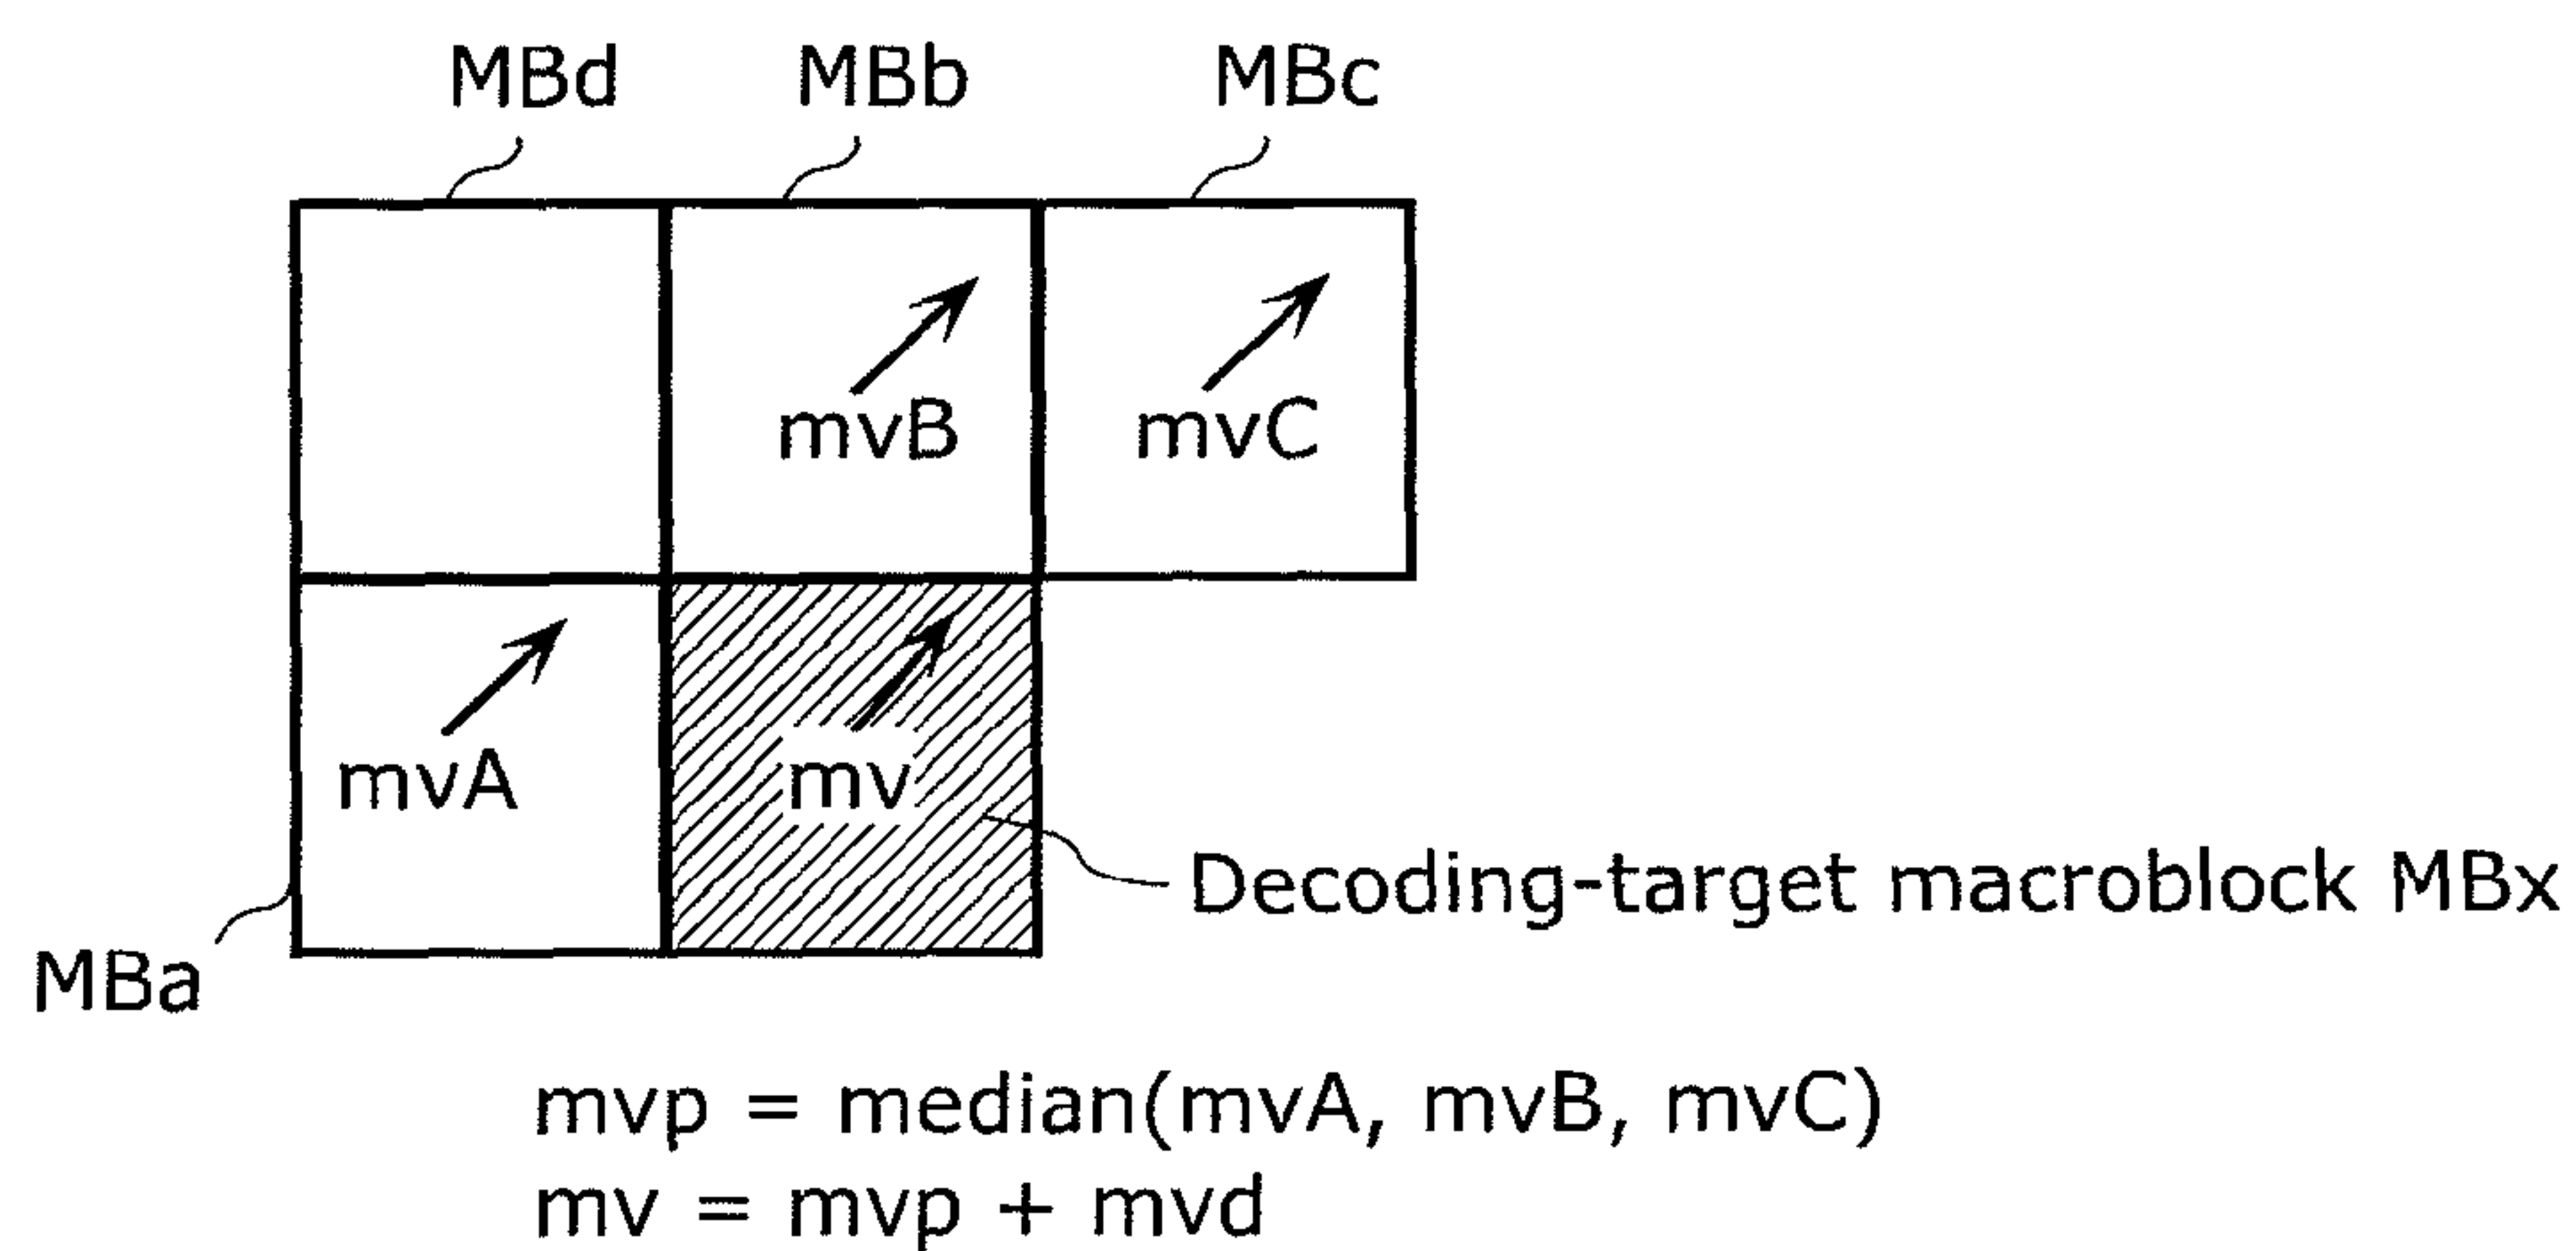 MBd MBb MBc
mvB mvC
mvA mv
Decoding-target macroblock MBx
MBa
mvp = median(mvA, mvB, mvC)
mv = mvp + mvd